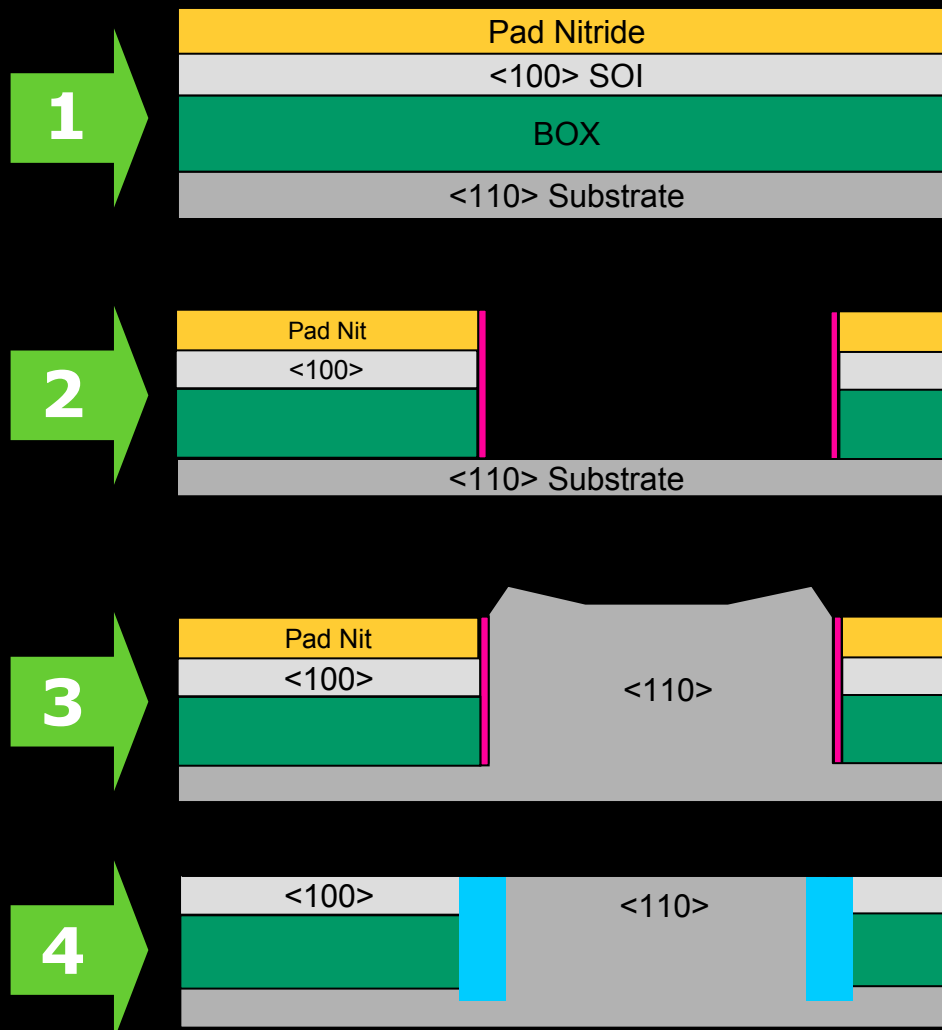 1
Pad Nitride
<100> SOI
BOX
<110> Substrate
2
Pad Nit
<100>
<110> Substrate
3
Pad Nit
<100>
<110>
4
<100>
<110>